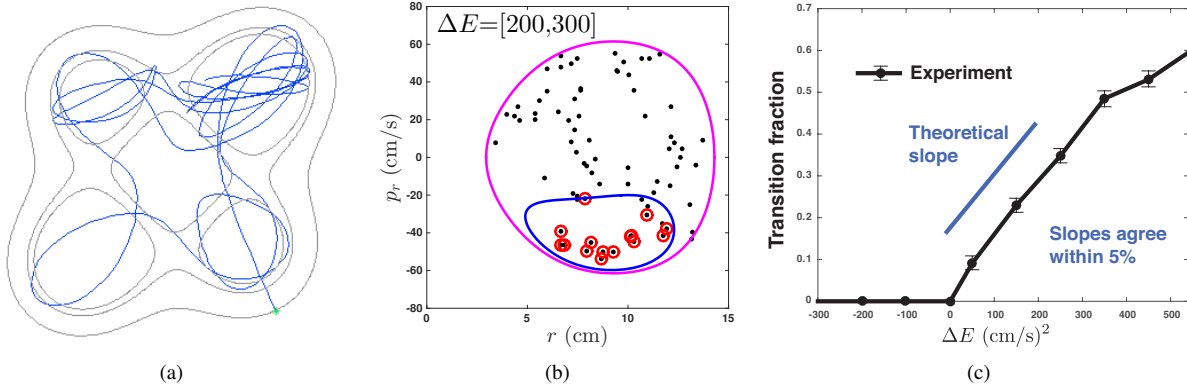 ΔE=[200,300]
80
60
40
20
0
-20
-40
-60
-80
p_r (cm/s)
0
5
10
15
r (cm)
0.7
0.6
0.5
0.4
0.3
0.2
0.1
0
Transition fraction
Experiment
Theoretical
slope
Slopes agree
within 5%
-300
-200
-100
0
100
200
300
400
500
ΔE (cm/s)²
(a)
(b)
(c)